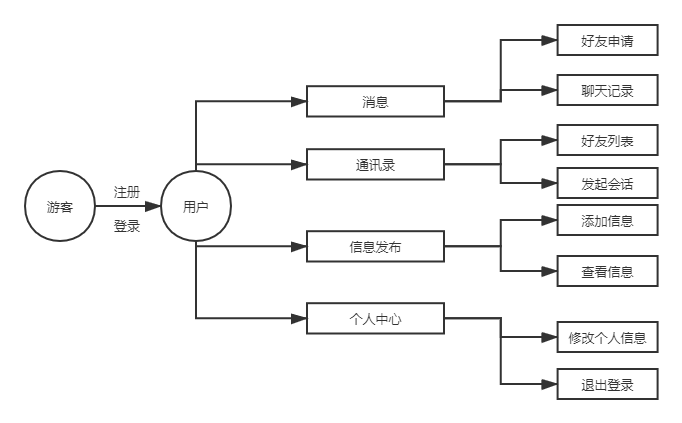 好友申请
消息
聊天记录
好友列表
通讯录
发起会话
注册
游客
用户
登录
添加信息
信息发布
查看信息
个人中心
修改个人信息
退出登录